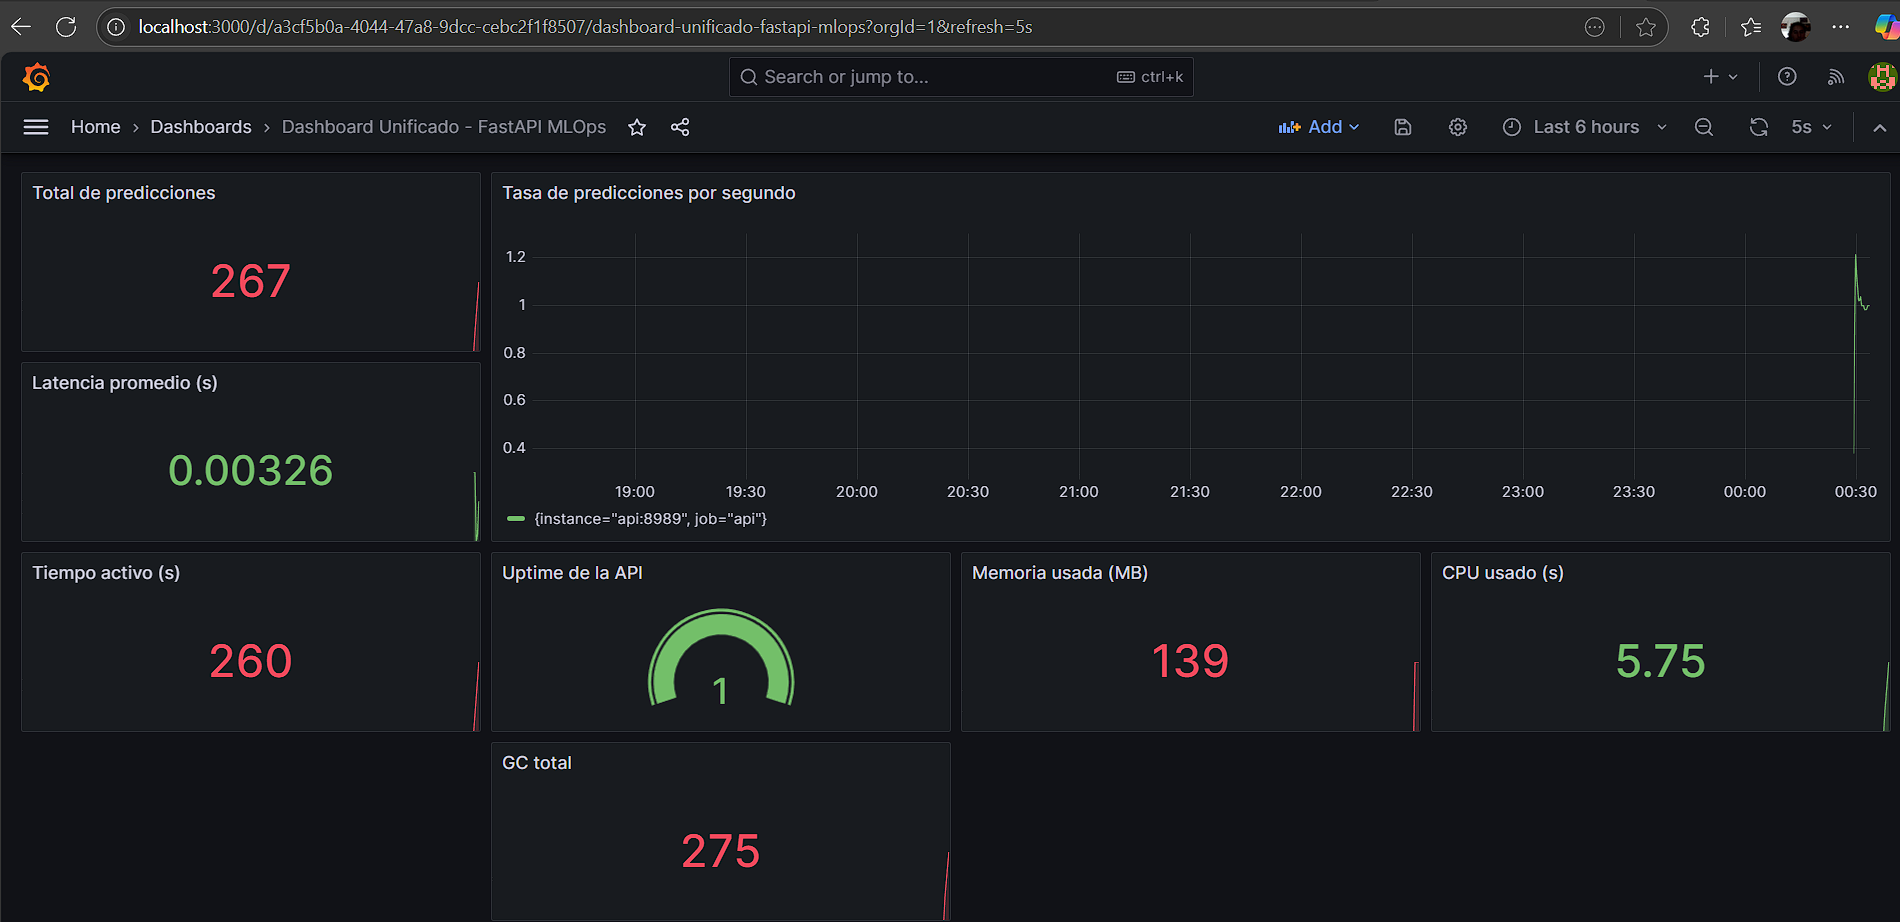 localhost:3000/d/a3cf5b0a-4044-47a8-9dcc-cebc2f1f8507/dashboard-unificado-fastapi-mlops?orgId=1&refresh=5s
Search or jump to... ctrl+k
Home › Dashboards › Dashboard Unificado - FastAPI MLOps
Add Last 6 hours 5s
Total de predicciones
267
Tasa de predicciones por segundo
1.2
1
0.8
0.6
0.4
19:00 19:30 20:00 20:30 21:00 21:30 22:00 22:30 23:00 23:30 00:00 00:30
{instance="api:8989", job="api"}
Latencia promedio (s)
0.00326
Tiempo activo (s)
260
Uptime de la API
1
Memoria usada (MB)
139
CPU usado (s)
5.75
GC total
275